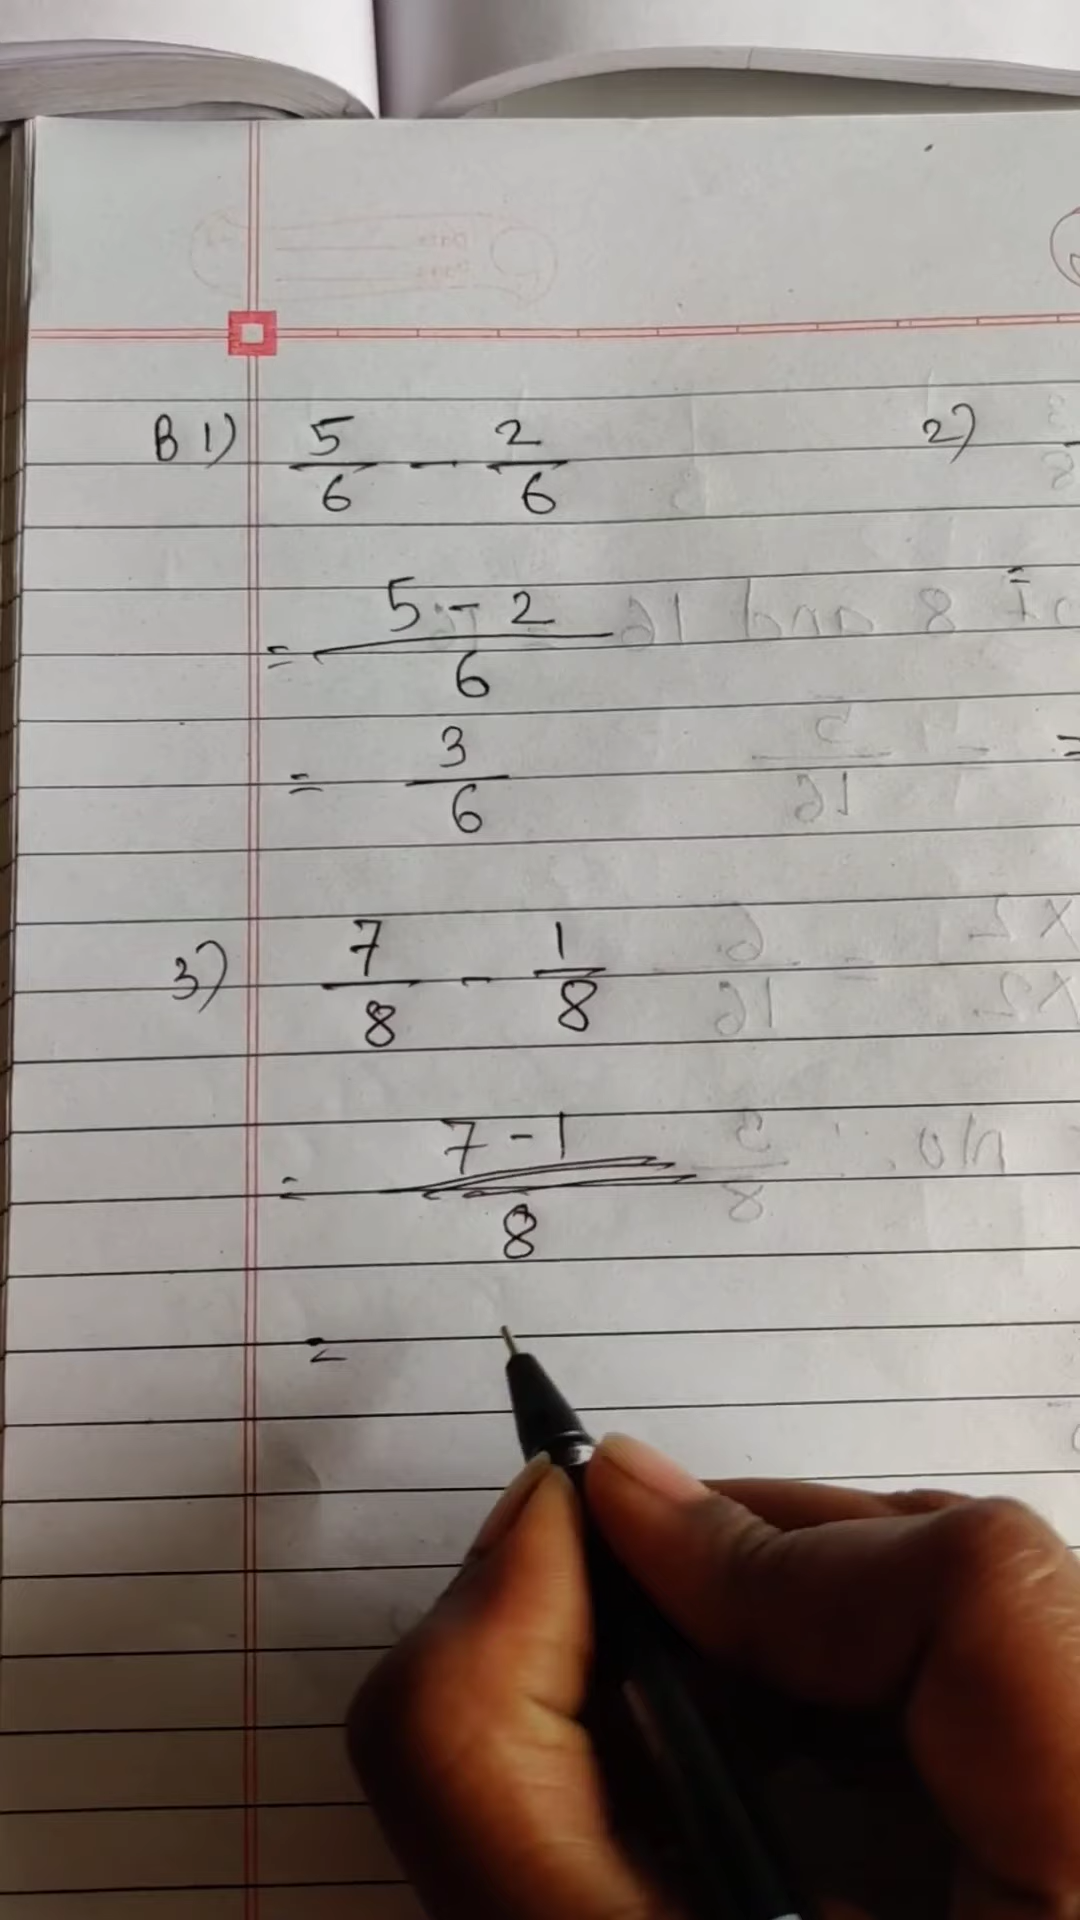 B 1) 5/6 - 2/6
2)
= 5 - 2/6
= 3/6
=
3) 7/8 - 1/8
= 7 - 1/8
=